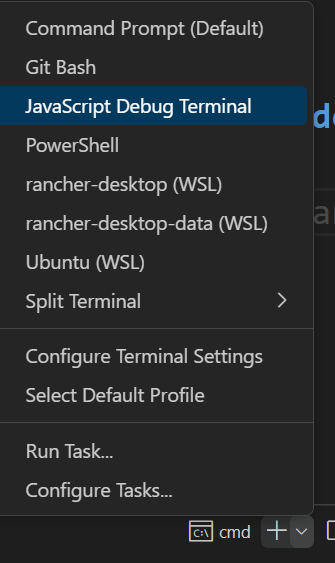 Command Prompt (Default)
Git Bash
JavaScript Debug Terminal
PowerShell
rancher-desktop (WSL)
rancher-desktop-data (WSL)
Ubuntu (WSL)
Split Terminal
Configure Terminal Settings
Select Default Profile
Run Task...
Configure Tasks...
cmd